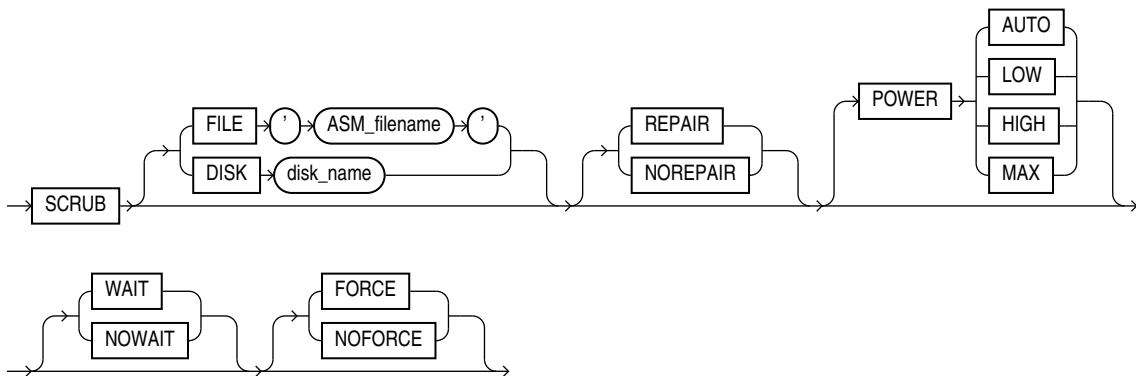 AUTO
LOW
POWER
HIGH
MAX
FILE ' ASM_filename '
DISK disk_name
REPAIR
NOREPAIR
SCRUB
WAIT
NOWAIT
FORCE
NOFORCE